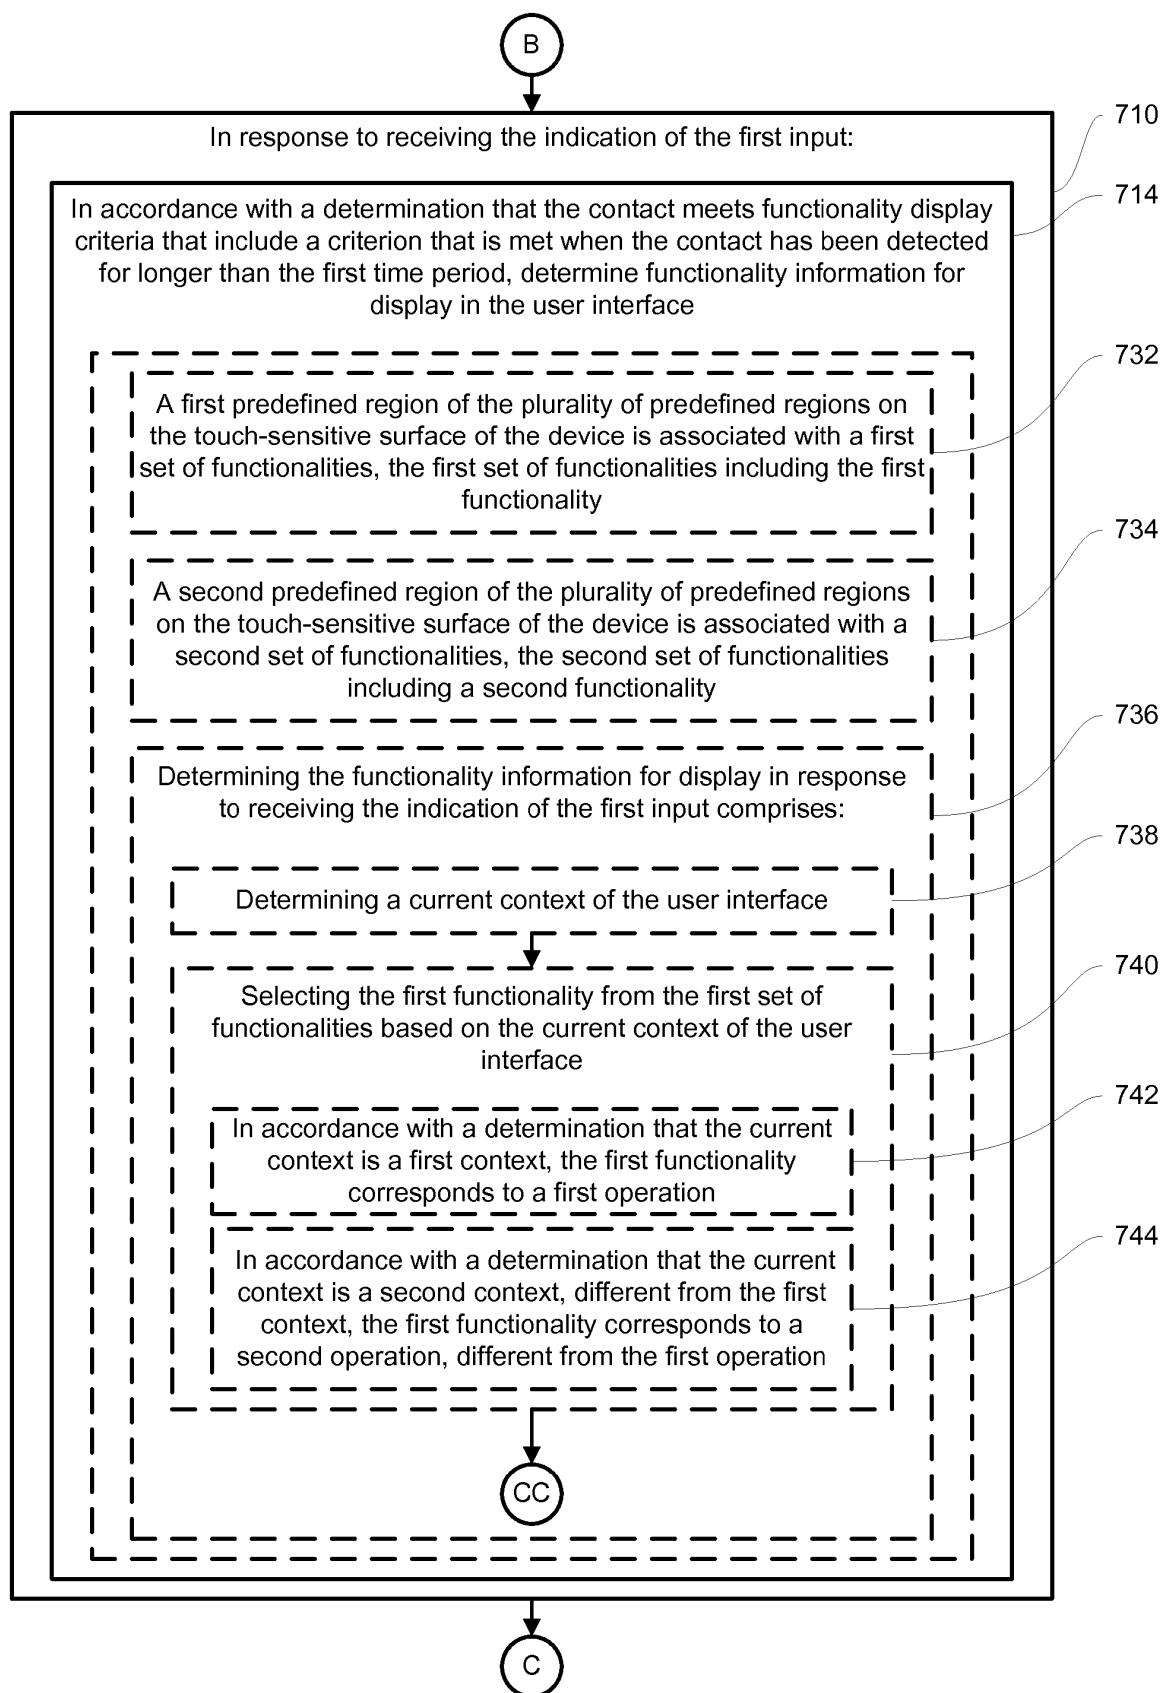 B
In response to receiving the indication of the first input:
710
In accordance with a determination that the contact meets functionality display
criteria that include a criterion that is met when the contact has been detected
for longer than the first time period, determine functionality information for
display in the user interface
714
A first predefined region of the plurality of predefined regions on
the touch-sensitive surface of the device is associated with a first
set of functionalities, the first set of functionalities including the first
functionality
732
A second predefined region of the plurality of predefined regions
on the touch-sensitive surface of the device is associated with a
second set of functionalities, the second set of functionalities
including a second functionality
734
Determining the functionality information for display in response
to receiving the indication of the first input comprises:
736
Determining a current context of the user interface
738
Selecting the first functionality from the first set of
functionalities based on the current context of the user
interface
740
In accordance with a determination that the current
context is a first context, the first functionality
corresponds to a first operation
742
In accordance with a determination that the current
context is a second context, different from the first
context, the first functionality corresponds to a
second operation, different from the first operation
744
CC
C